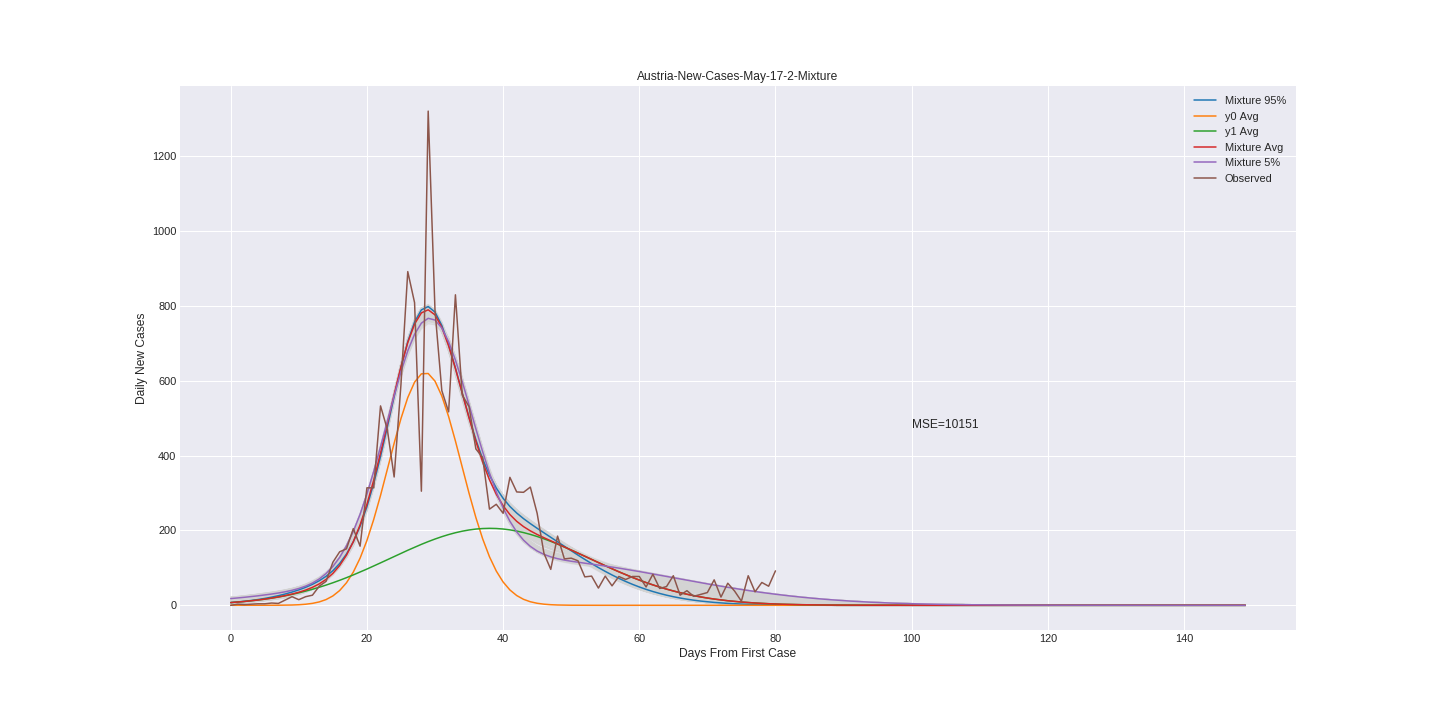 Austria-New-Cases-May-17-2-Mixture
Mixture 95%
y0 Avg
y1 Avg
Mixture Avg
Mixture 5%
Observed
Daily New Cases
1200
1000
800
600
400
200
0
MSE=10151
0 20 40 60 80 100 120 140
Days From First Case